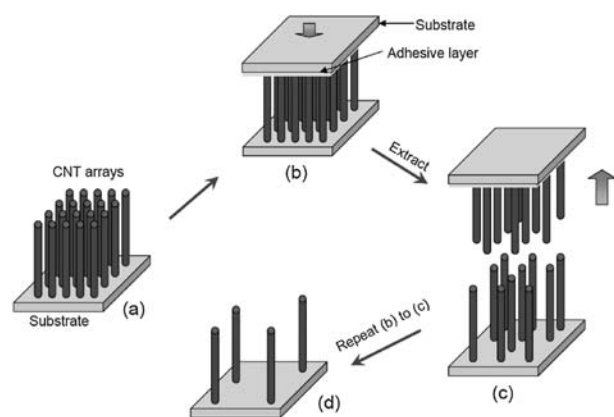 CNT arrays
Substrate
(a)
Substrate
Adhesive layer
(b)
Extract
(c)
Repeat (b) to (c)
(d)